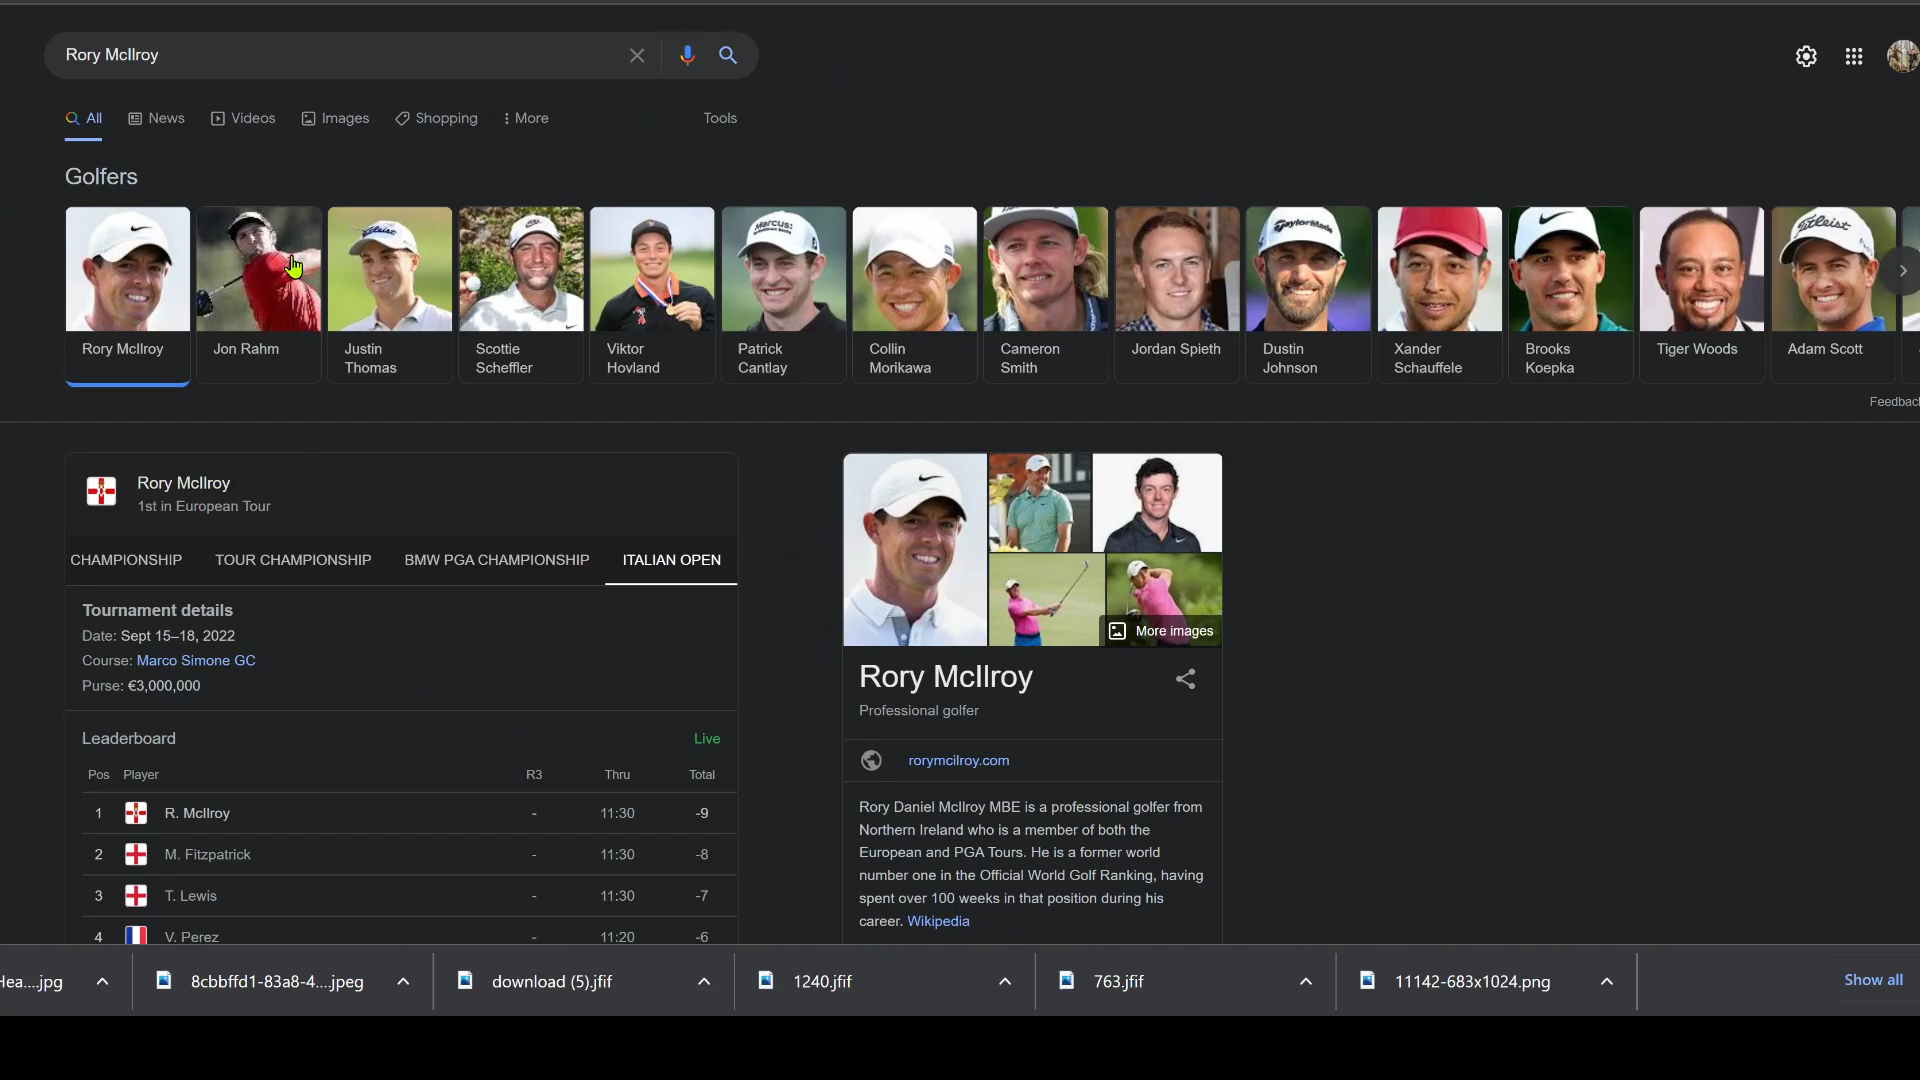 Rory McIlroy
All
News
Videos
Images
Shopping
More
Tools
Golfers
Marcus:
Titleist
TaylorMade
Titleist
Rory McIlroy
Jon Rahm
Justin
Thomas
Scottie
Scheffler
Viktor
Hovland
Patrick
Cantlay
Collin
Morikawa
Cameron
Smith
Jordan Spieth
Dustin
Johnson
Xander
Schauffele
Brooks
Koepka
Tiger Woods
Adam Scott
Feedbac
Rory McIlroy
1st in European Tour
CHAMPIONSHIP TOUR CHAMPIONSHIP BMW PGA CHAMPIONSHIP ITALIAN OPEN
Tournament details
Date: Sept 15–18, 2022
Course: Marco Simone GC
Purse: €3,000,000
Leaderboard Live
Pos Player R3 Thru Total
1 R. McIlroy - 11:30 -9
2 M. Fitzpatrick - 11:30 -8
3 T. Lewis - 11:30 -7
4 V. Perez - 11:20 -6
More images
Rory McIlroy
Professional golfer
rorymcilroy.com
Rory Daniel McIlroy MBE is a professional golfer from
Northern Ireland who is a member of both the
European and PGA Tours. He is a former world
number one in the Official World Golf Ranking, having
spent over 100 weeks in that position during his
career. Wikipedia
Hea....jpg
8cbbffd1-83a8-4....jpeg
download (5).jfif
1240.jfif
763.jfif
11142-683x1024.png
Show all